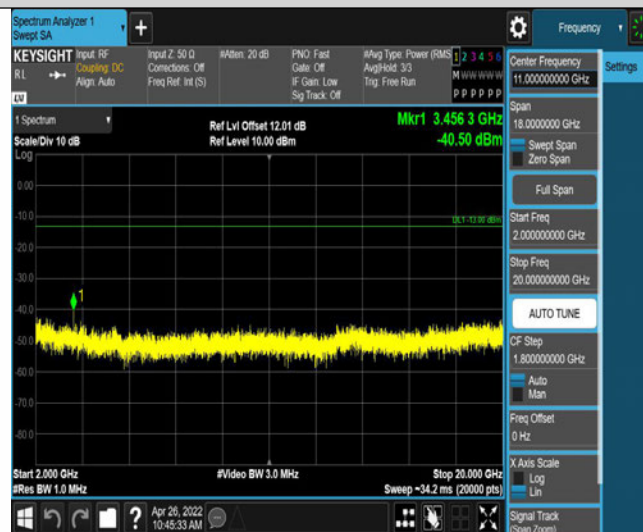 Spectrum Analyzer 1
Swept SA
+
Frequency
KEYSIGHT
RL
LXI
Input: RF
Coupling: DC
Align: Auto
Input Z: 50 Ω
Corrections: Off
Freq Ref: Int (S)
#Atten: 20 dB
PNO: Fast
Gate: Off
IF Gain: Low
Sig Track: Off
#Avg Type: Power (RMS
Avg|Hold: 3/3
Trig: Free Run
1 2 3 4 5 6
M W W W W W
P P P P P P
1 Spectrum
Scale/Div 10 dB
Log
Ref Lvl Offset 12.01 dB
Ref Level 10.00 dBm
Mkr1 3.456 3 GHz
-40.50 dBm
0.00
-10.0
DL1 -13.00 dBm
-20.0
-30.0
1
-40.0
-50.0
-60.0
-70.0
-80.0
Start 2.000 GHz
#Res BW 1.0 MHz
#Video BW 3.0 MHz
Stop 20.000 GHz
Sweep ~34.2 ms (20000 pts)
Apr 26, 2022
10:45:33 AM
Center Frequency
11.000000000 GHz
Settings
Span
18.0000000 GHz
Swept Span
Zero Span
Full Span
Start Freq
2.000000000 GHz
Stop Freq
20.000000000 GHz
AUTO TUNE
CF Step
1.800000000 GHz
Auto
Man
Freq Offset
0 Hz
X Axis Scale
Log
Lin
Signal Track
(Span Zoom)